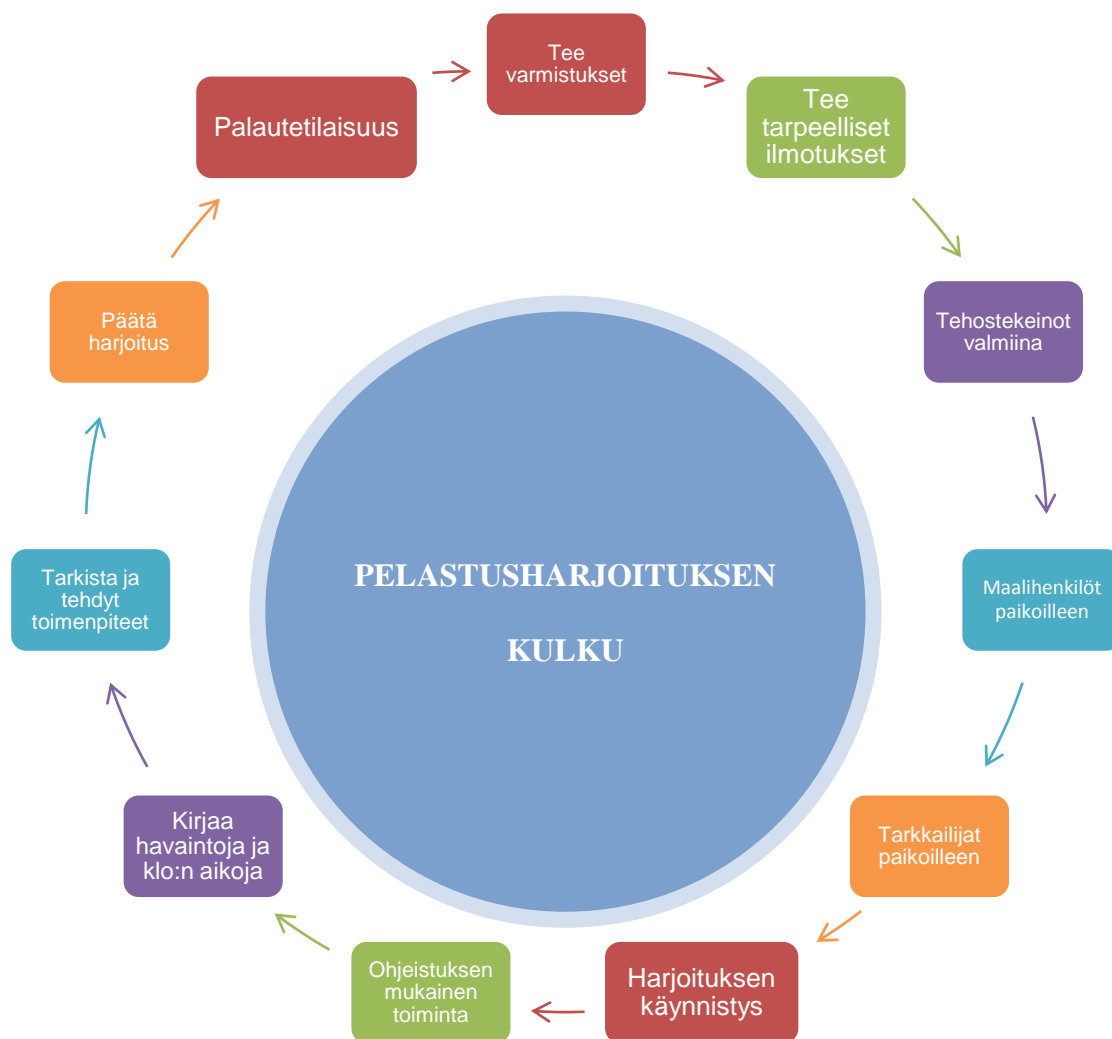 Tee
varmistukset
Tee
tarpeelliset
ilmotukset
Tehostekeinot
valmiina
Maalihenkilöt
paikoilleen
Tarkkailijat
paikoilleen
Harjoituksen
käynnistys
Ohjeistuksen
mukainen
toiminta
Kirjaa
havaintoja ja
klo:n aikoja
Tarkista ja
tehdyt
toimenpiteet
Päätä
harjoitus
Palautetilaisuus
PELASTUSHARJOITUKSEN
KULKU